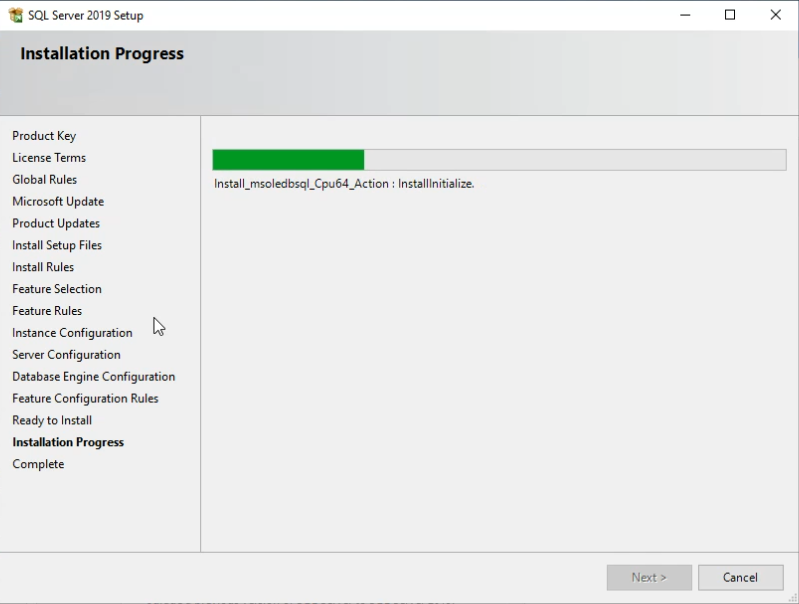 SQL Server 2019 Setup
Installation Progress
Product Key
License Terms
Global Rules
Microsoft Update
Product Updates
Install Setup Files
Install Rules
Feature Selection
Feature Rules
Instance Configuration
Server Configuration
Database Engine Configuration
Feature Configuration Rules
Ready to Install
Installation Progress
Complete
Install_msoledbsql_Cpu64_Action : InstallInitialize.
Next >
Cancel